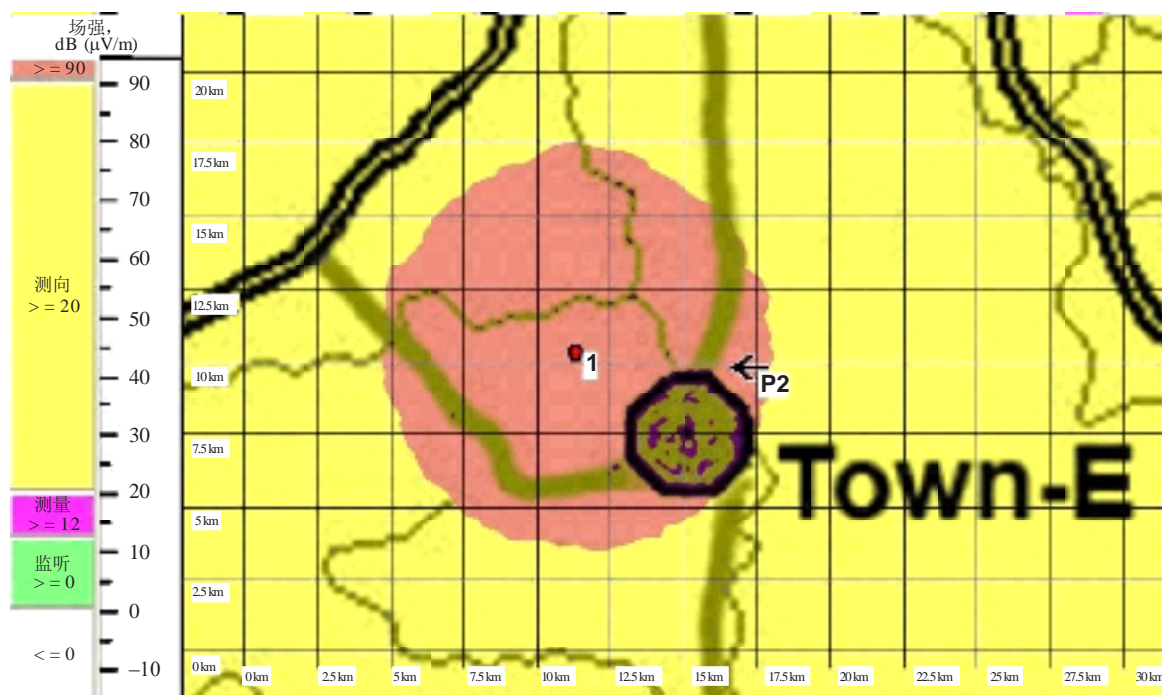 场强，
dB (μV/m)
>= 90
90
80
70
60
测向
>= 20
50
40
30
20
测量
>= 12
10
监听
>= 0
0
<= 0
–10
20 km
17.5 km
15 km
12.5 km
10 km
7.5 km
5 km
2.5 km
0 km
1
P2
Town-E
0 km
2.5 km
5 km
10 km
12.5 km
15 km
17.5 km
20 km
22.5 km
25 km
27.5 km
30 km